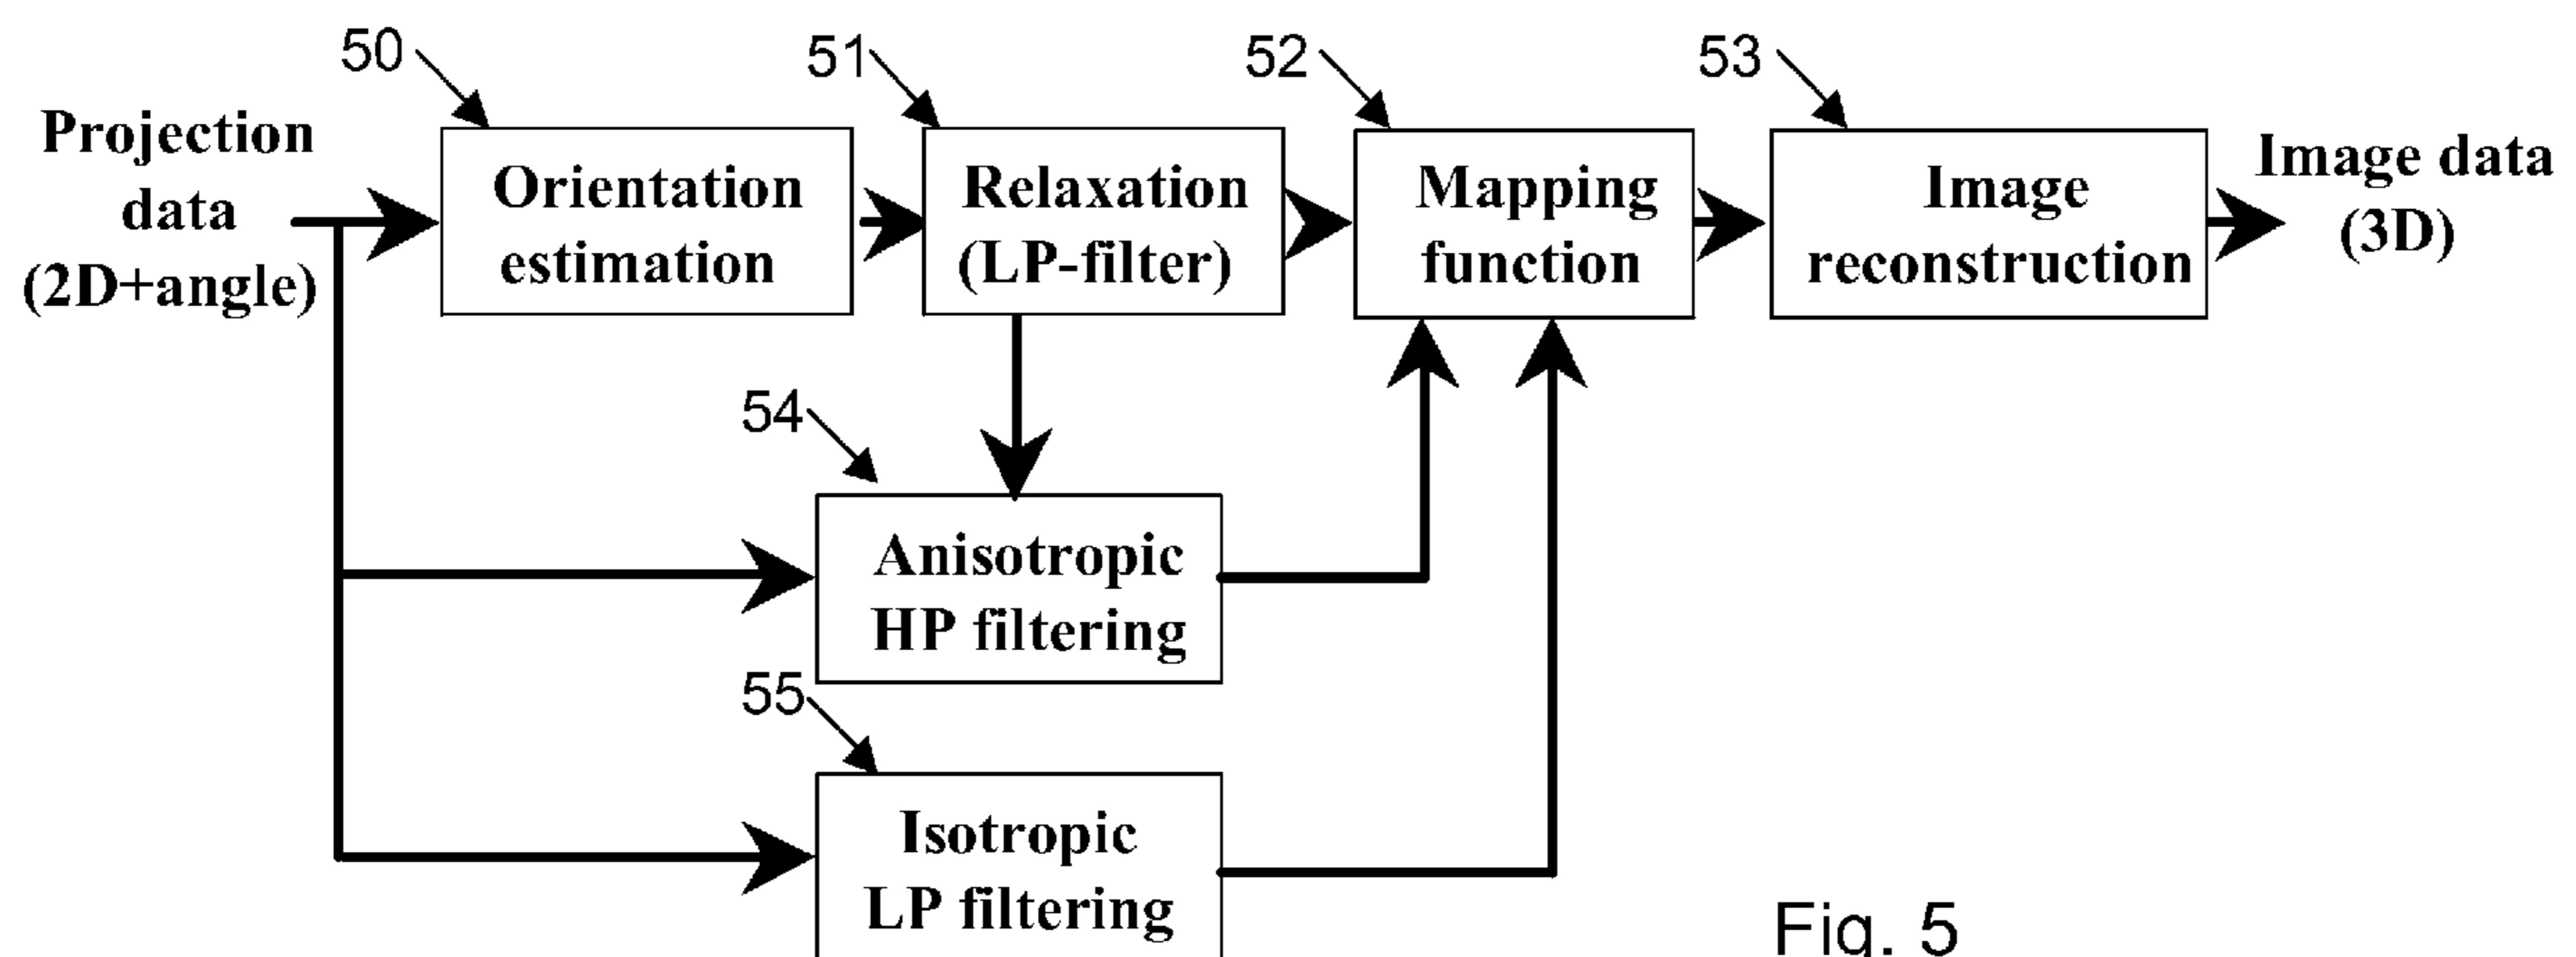 50
51
52
53
Projection
data
(2D+angle)
Orientation
estimation
Relaxation
(LP-filter)
Mapping
function
Image
reconstruction
Image data
(3D)
54
Anisotropic
HP filtering
55
Isotropic
LP filtering
Fig. 5